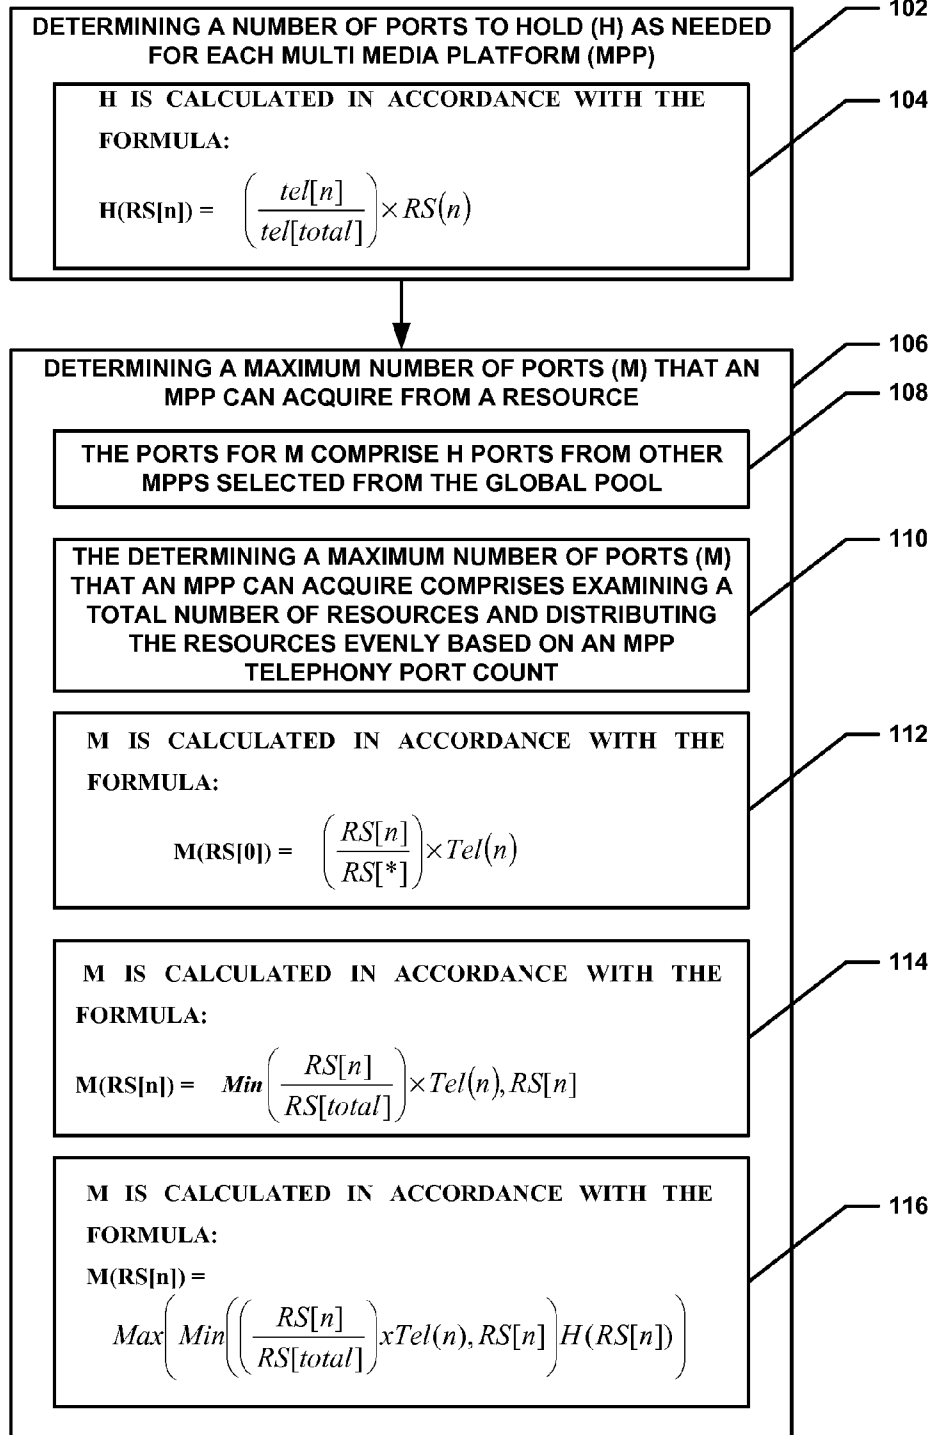 DETERMINING A NUMBER OF PORTS TO HOLD (H) AS NEEDED
FOR EACH MULTI MEDIA PLATFORM (MPP)
102
H IS CALCULATED IN ACCORDANCE WITH THE
FORMULA:
H(RS[n]) = (tel[n] / tel[total]) × RS(n)
104
DETERMINING A MAXIMUM NUMBER OF PORTS (M) THAT AN
MPP CAN ACQUIRE FROM A RESOURCE
106
THE PORTS FOR M COMPRISE H PORTS FROM OTHER
MPPS SELECTED FROM THE GLOBAL POOL
108
THE DETERMINING A MAXIMUM NUMBER OF PORTS (M)
THAT AN MPP CAN ACQUIRE COMPRISES EXAMINING A
TOTAL NUMBER OF RESOURCES AND DISTRIBUTING
THE RESOURCES EVENLY BASED ON AN MPP
TELEPHONY PORT COUNT
110
M IS CALCULATED IN ACCORDANCE WITH THE
FORMULA:
M(RS[0]) = (RS[n] / RS[*]) × Tel(n)
112
M IS CALCULATED IN ACCORDANCE WITH THE
FORMULA:
M(RS[n]) = Min(RS[n] / RS[total]) × Tel(n), RS[n]
114
M IS CALCULATED IN ACCORDANCE WITH THE
FORMULA:
M(RS[n]) =
Max(Min((RS[n] / RS[total])xTel(n), RS[n])H(RS[n]))
116